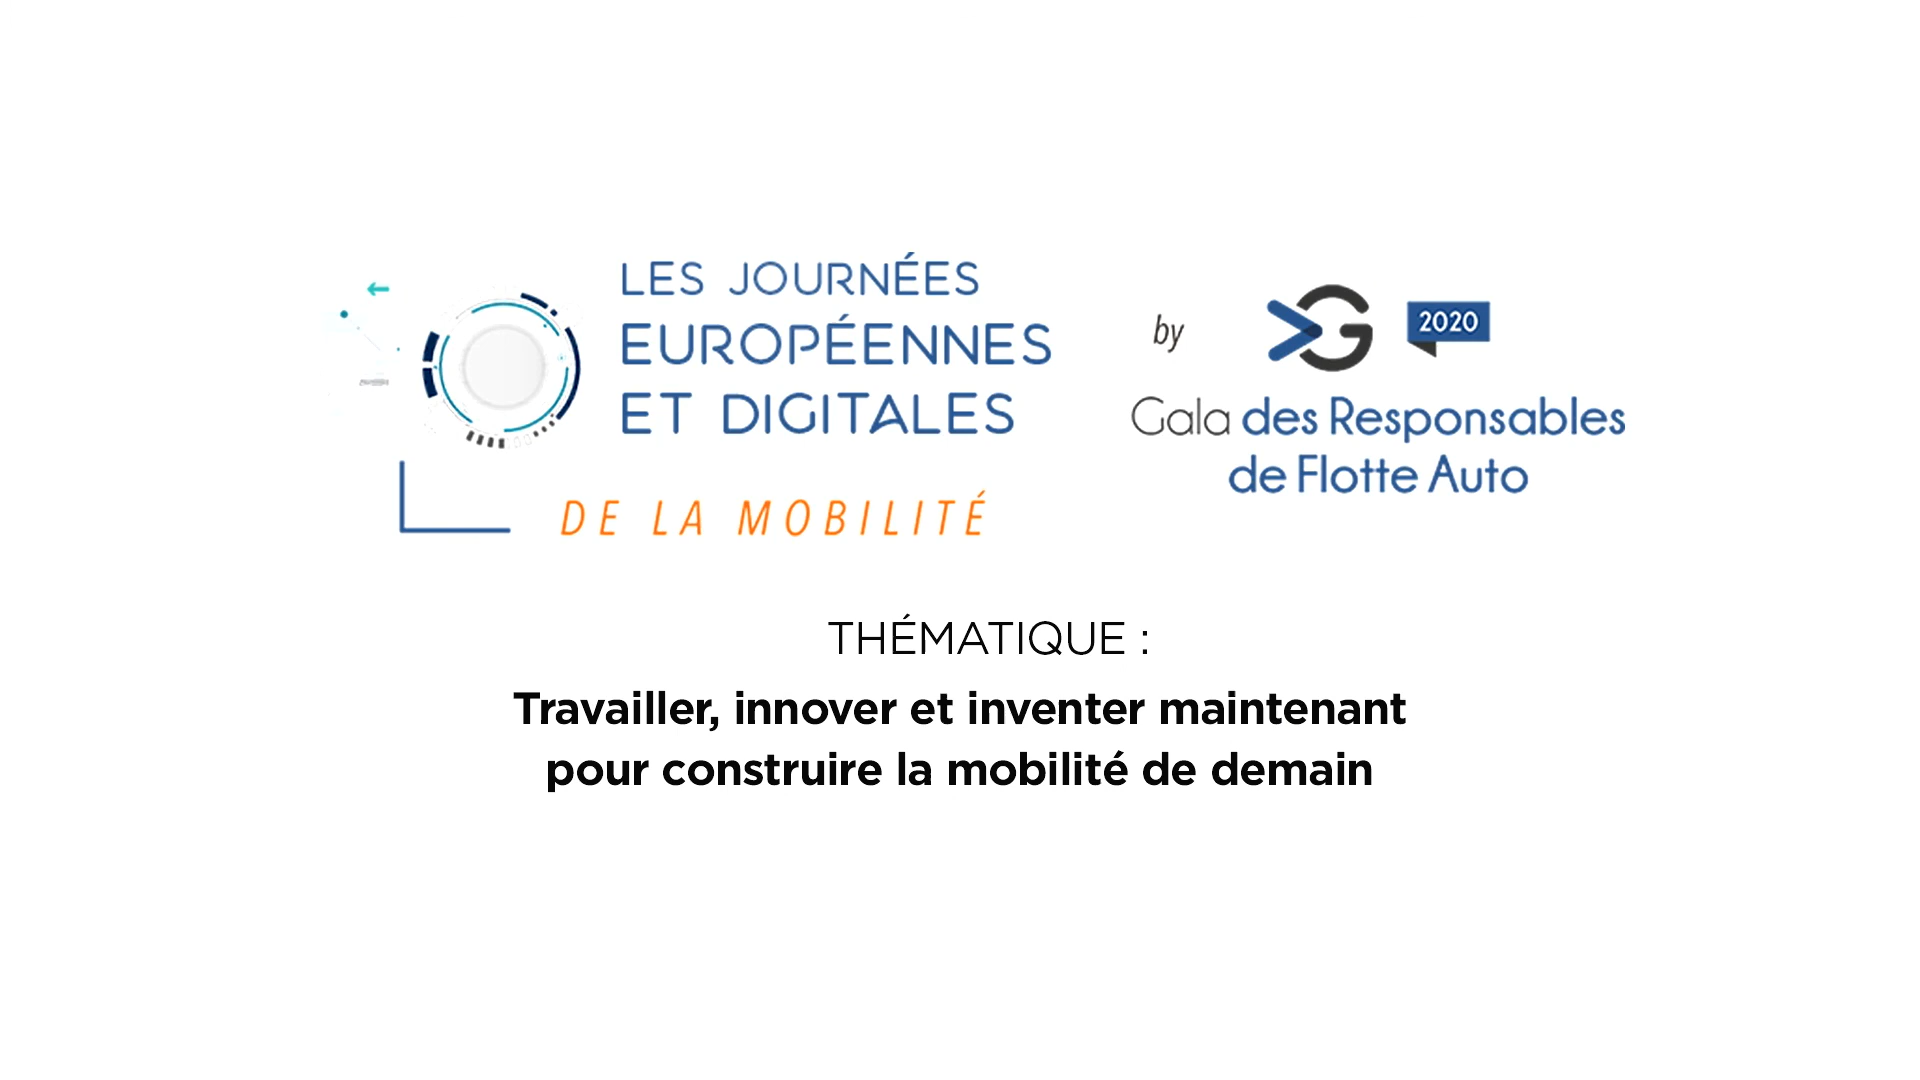 LES JOURNÉES
EUROPÉENNES
ET DIGITALES
DE LA MOBILITÉ
by
2020
Gala des Responsables
de Flotte Auto
THÉMATIQUE :
Travailler, innover et inventer maintenant
pour construire la mobilité de demain